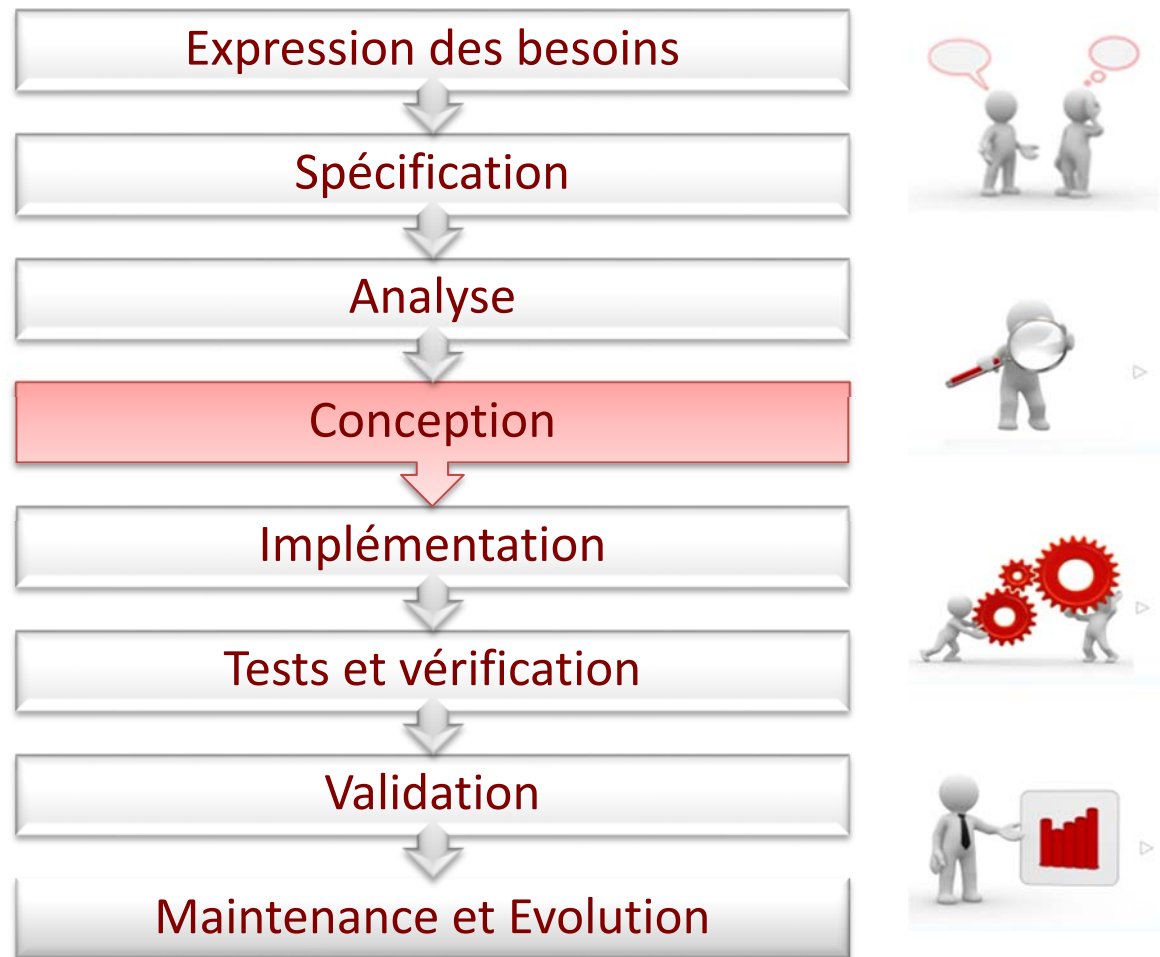 Expression des besoins
Spécification
Analyse
Conception
Implémentation
Tests et vérification
Validation
Maintenance et Evolution